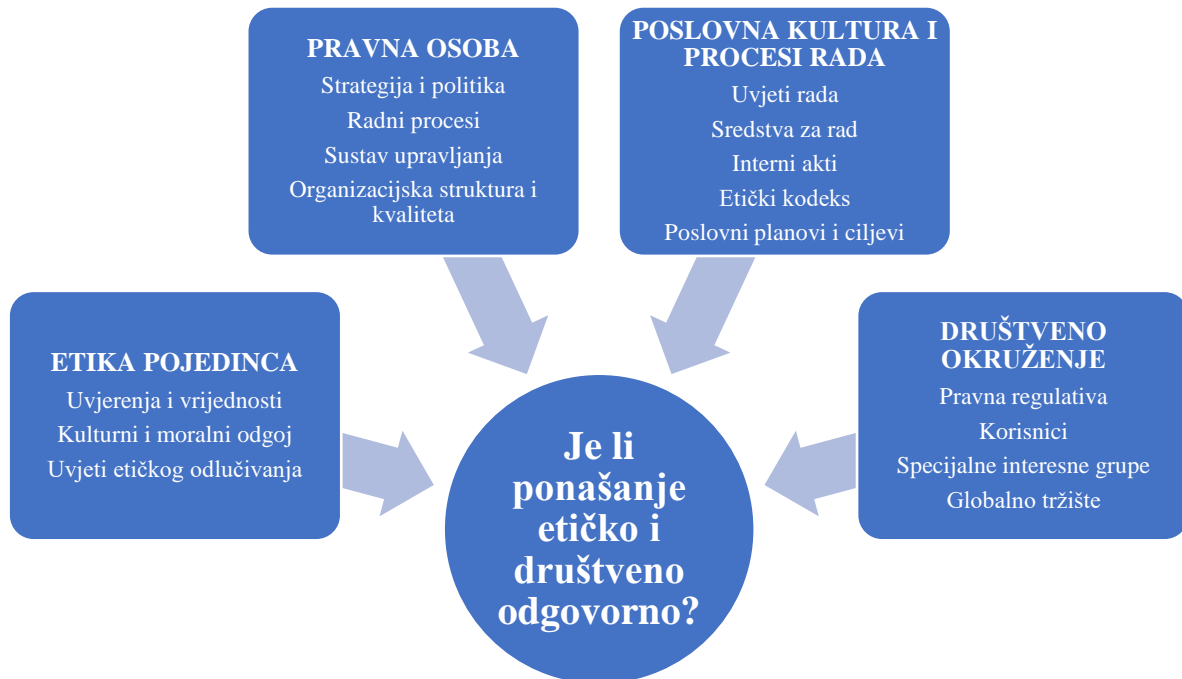 PRAVNA OSOBA
Strategija i politika
Radni procesi
Sustav upravljanja
Organizacijska struktura i
kvaliteta
POSLOVNA KULTURA I
PROCESI RADA
Uvjeti rada
Sredstva za rad
Interni akti
Etički kodeks
Poslovni planovi i ciljevi
ETIKA POJEDINCA
Uvjerenja i vrijednosti
Kulturni i moralni odgoj
Uvjeti etičkog odlučivanja
DRUŠTVENO
OKRUŽENJE
Pravna regulativa
Korisnici
Specijalne interesne grupe
Globalno tržište
Je li
ponašanje
etičko i
društveno
odgovorno?